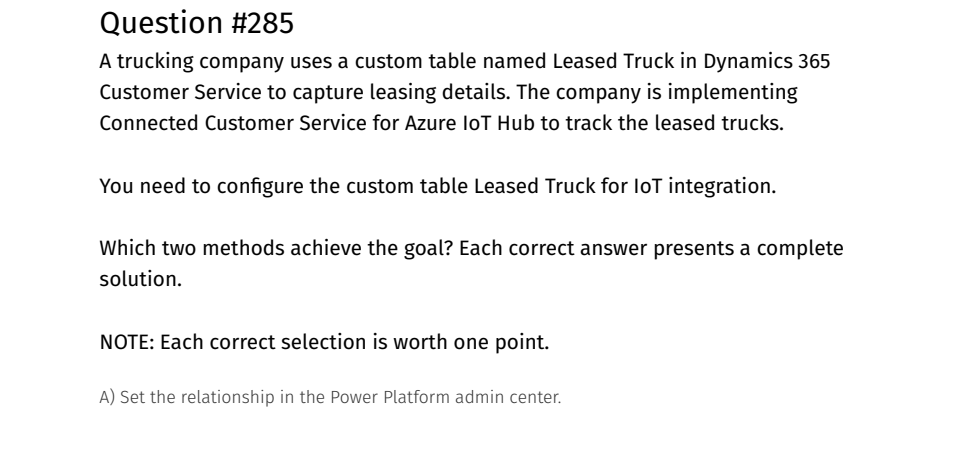 Question #285
A trucking company uses a custom table named Leased Truck in Dynamics 365
Customer Service to capture leasing details. The company is implementing
Connected Customer Service for Azure IoT Hub to track the leased trucks.
You need to configure the custom table Leased Truck for IoT integration.
Which two methods achieve the goal? Each correct answer presents a complete
solution.
NOTE: Each correct selection is worth one point.
A) Set the relationship in the Power Platform admin center.